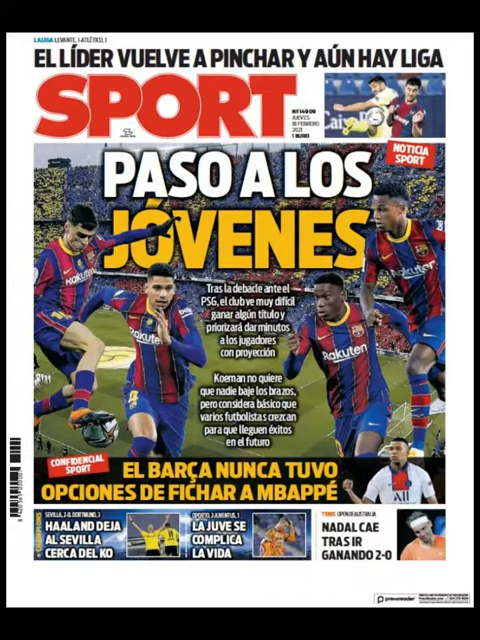 LALIGA LEVANTE, 1-ATLÉTICO, 1
EL LÍDER VUELVE A PINCHAR Y AÚN HAY LIGA
SPORT
JUEVES
18 FEBRERO
2021
1 EURO
NOTICIA
SPORT
PASO A LOS
JÓVENES
Tras la debacle ante el
PSG, el club ve muy difícil
ganar algún título y
priorizará dar minutos
a los jugadores
con proyección
Koeman no quiere
que nadie baje los brazos,
pero considera básico que
varios futbolistas crezcan
para que lleguen éxitos
en el futuro
Rakuten
Rakuten
Rakuten
CONFIDENCIAL
SPORT
EL BARÇA NUNCA TUVO
OPCIONES DE FICHAR A MBAPPÉ
CHAMPIONS
SEVILLA, 2-B. DORTMUND, 3
HAALAND DEJA
AL SEVILLA
CERCA DEL KO
OPORTO, 2-JUVENTUS, 1
LA JUVE SE
COMPLICA
LA VIDA
TENIS OPEN DE AUSTRALIA
NADAL CAE
TRAS IR
GANANDO 2-0
pressreader